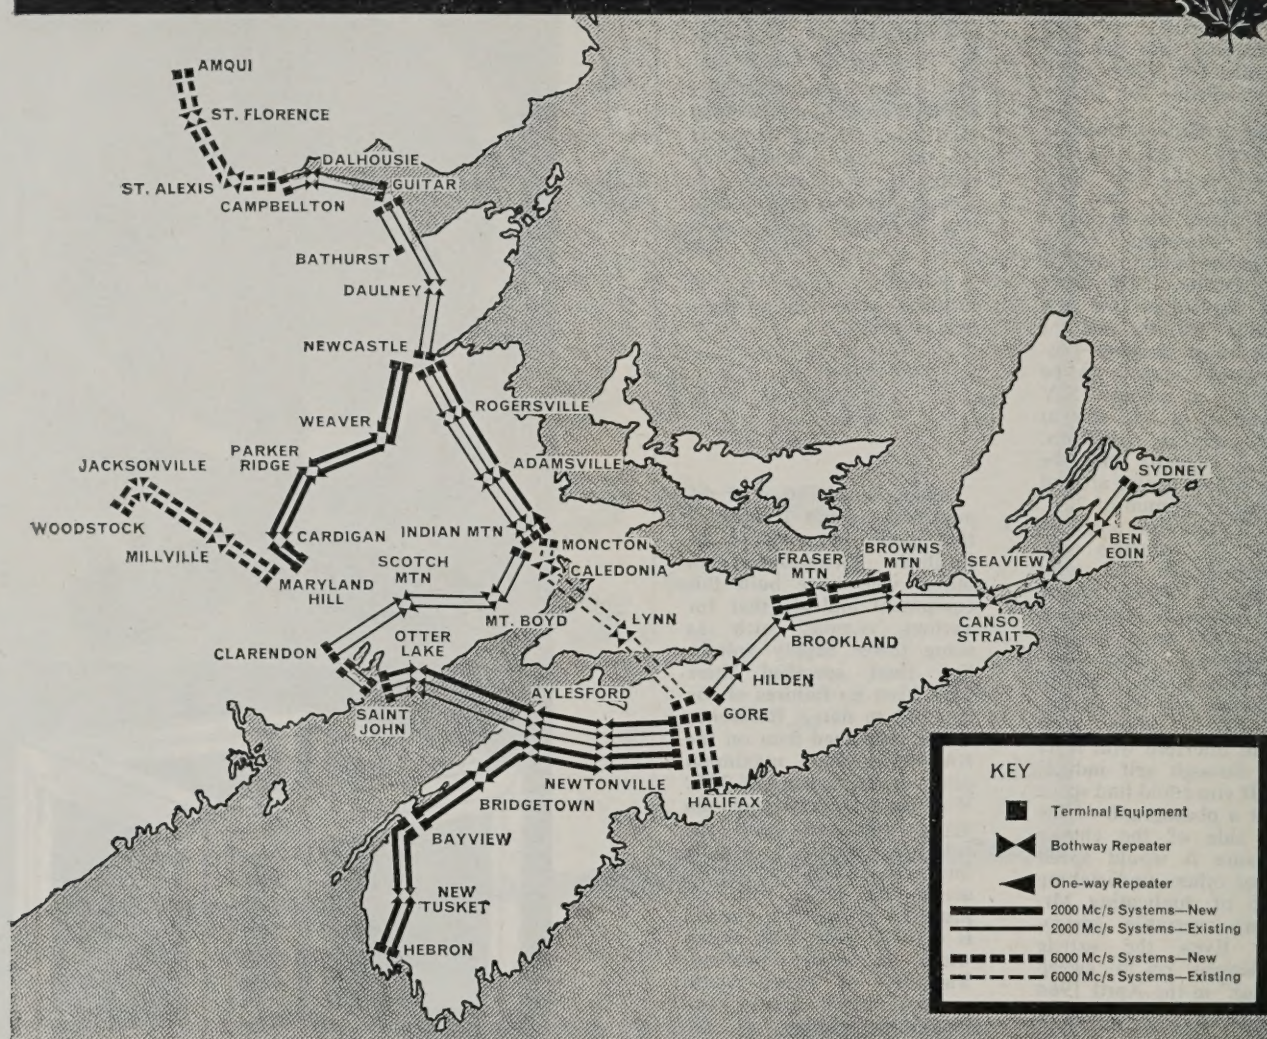 AMQUI
ST. FLORENCE
DALHOUSIE
ST. ALEXIS
GUITAR
CAMPBELLTON
BATHURST
DAULNEY
NEWCASTLE
ROGERSVILLE
WEAVER
PARKER
RIDGE
JACKSONVILLE
ADAMSVILLE
SYDNEY
WOODSTOCK
CARDIGAN
INDIAN MTN
MONCTON
BEN
EOIN
MILLVILLE
SCOTCH
MTN
FRASER
MTN
BROWNS
MTN
SEAVIEW
MARYLAND
HILL
CALEDONIA
MT. BOYD
LYNN
BROOKLAND
CANSO
STRAIT
CLARENDON
OTTER
LAKE
HILDEN
AYLESFORD
SAINT
JOHN
GORE
NEWTONVILLE
BRIDGETOWN
HALIFAX
BAYVIEW
NEW
TUSKET
HEBRON
KEY
Terminal Equipment
Bothway Repeater
One-way Repeater
2000 Mc/s Systems—New
2000 Mc/s Systems—Existing
6000 Mc/s Systems—New
6000 Mc/s Systems—Existing